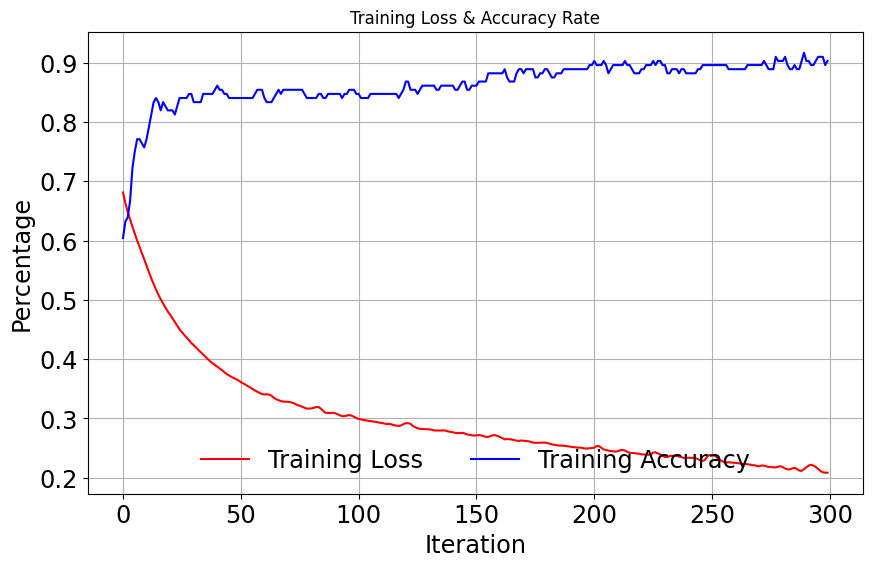 Training Loss & Accuracy Rate
Percentage
0.9
0.8
0.7
0.6
0.5
0.4
0.3
0.2
Training Loss Training Accuracy
0 50 100 150 200 250 300
Iteration